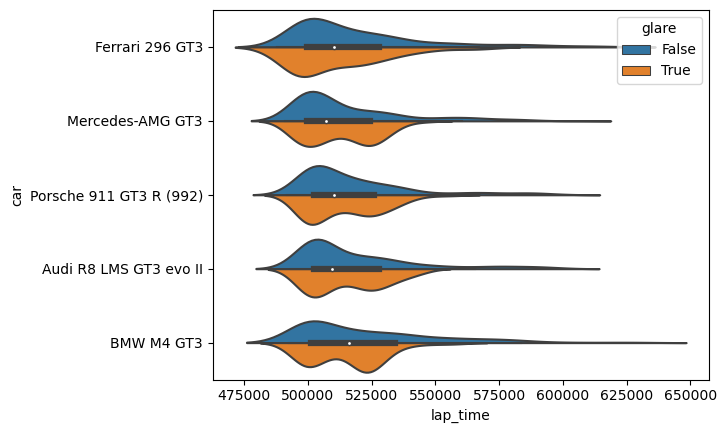 glare
False
True
Ferrari 296 GT3
Mercedes-AMG GT3
Porsche 911 GT3 R (992)
Audi R8 LMS GT3 evo II
BMW M4 GT3
car
475000 500000 525000 550000 575000 600000 625000 650000
lap_time